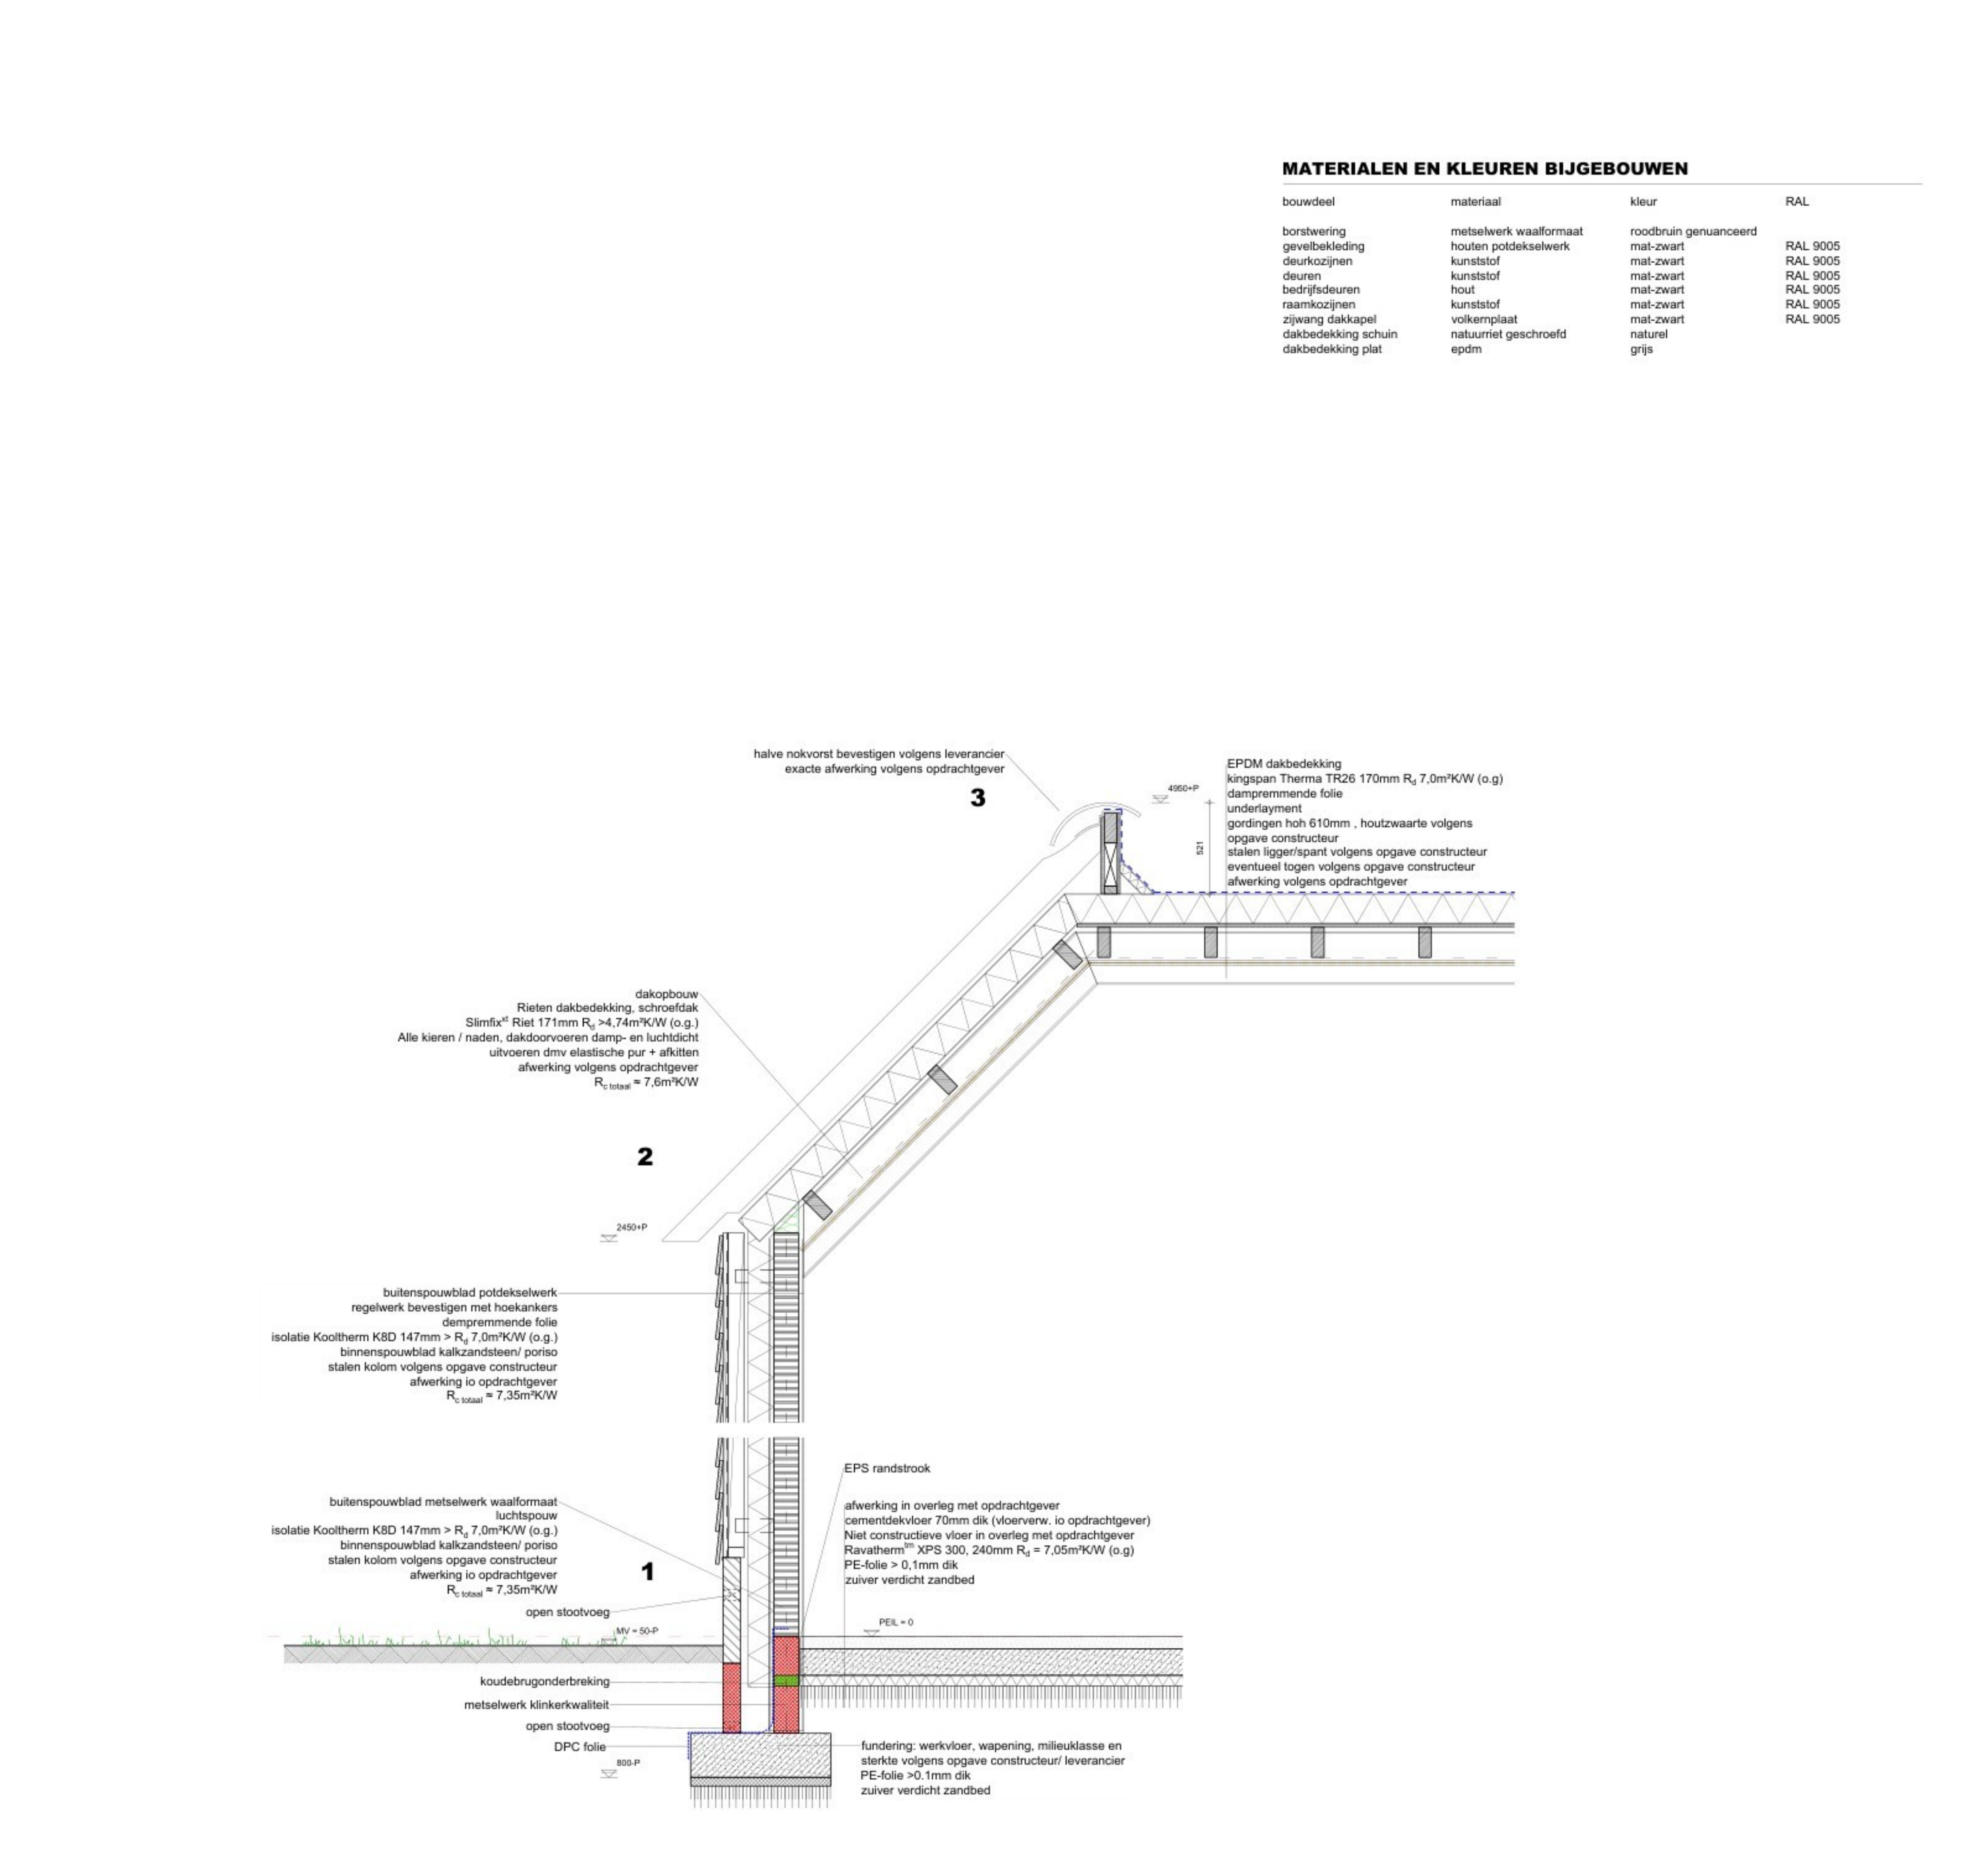 MATERIALEN EN KLEUREN BIJGEBOUWEN
bouwdeel materiaal kleur RAL
borstwering metselwerk waalformaat roodbruin genuanceerd
gevelbekleding houten potdekselwerk mat-zwart RAL 9005
deurkozijnen kunststof mat-zwart RAL 9005
deuren kunststof mat-zwart RAL 9005
bedrijfsdeuren hout mat-zwart RAL 9005
raamkozijnen kunststof mat-zwart RAL 9005
zijwang dakkapel volkernplaat mat-zwart RAL 9005
dakbedekking schuin natuurriet geschroefd naturel
dakbedekking plat epdm grijs
halve nokvorst bevestigen volgens leverancier
exacte afwerking volgens opdrachtgever
3
4950+P
521
EPDM dakbedekking
kingspan Therma TR26 170mm Rd 7,0m²K/W (o.g)
dampremmende folie
underlayment
gordingen hoh 610mm , houtzwaarte volgens
opgave constructeur
stalen ligger/spant volgens opgave constructeur
eventueel togen volgens opgave constructeur
afwerking volgens opdrachtgever
dakopbouw
Rieten dakbedekking, schroefdak
Slimfixxt Riet 171mm Rd >4,74m²K/W (o.g.)
Alle kieren / naden, dakdoorvoeren damp- en luchtdicht
uitvoeren dmv elastische pur + afkitten
afwerking volgens opdrachtgever
Rc totaal ≈ 7,6m²K/W
2
2450+P
buitenspouwblad potdekselwerk
regelwerk bevestigen met hoekankers
dempremmende folie
isolatie Kooltherm K8D 147mm > Rd 7,0m²K/W (o.g.)
binnenspouwblad kalkzandsteen/ poriso
stalen kolom volgens opgave constructeur
afwerking io opdrachtgever
Rc totaal ≈ 7,35m²K/W
buitenspouwblad metselwerk waalformaat
luchtspouw
isolatie Kooltherm K8D 147mm > Rd 7,0m²K/W (o.g.)
binnenspouwblad kalkzandsteen/ poriso
stalen kolom volgens opgave constructeur
afwerking io opdrachtgever
Rc totaal ≈ 7,35m²K/W
1
open stootvoeg
MV = 50-P
EPS randstrook
afwerking in overleg met opdrachtgever
cementdekvloer 70mm dik (vloerverw. io opdrachtgever)
Niet constructieve vloer in overleg met opdrachtgever
Ravathermtm XPS 300, 240mm Rd = 7,05m²K/W (o.g)
PE-folie > 0,1mm dik
zuiver verdicht zandbed
PEIL = 0
koudebrugonderbreking
metselwerk klinkerkwaliteit
open stootvoeg
DPC folie
800-P
fundering: werkvloer, wapening, milieuklasse en
sterkte volgens opgave constructeur/ leverancier
PE-folie >0.1mm dik
zuiver verdicht zandbed